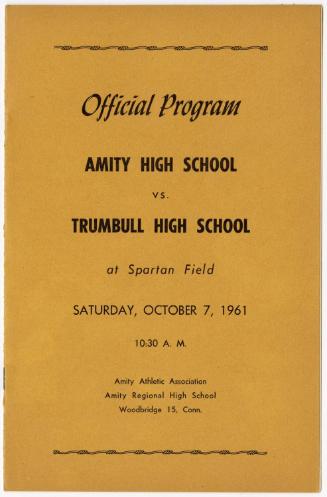 Official Program
AMITY HIGH SCHOOL
vs.
TRUMBULL HIGH SCHOOL
at Spartan Field
SATURDAY, OCTOBER 7, 1961
10:30 A. M.
Amity Athletic Association
Amity Regional High School
Woodbridge 15, Conn.